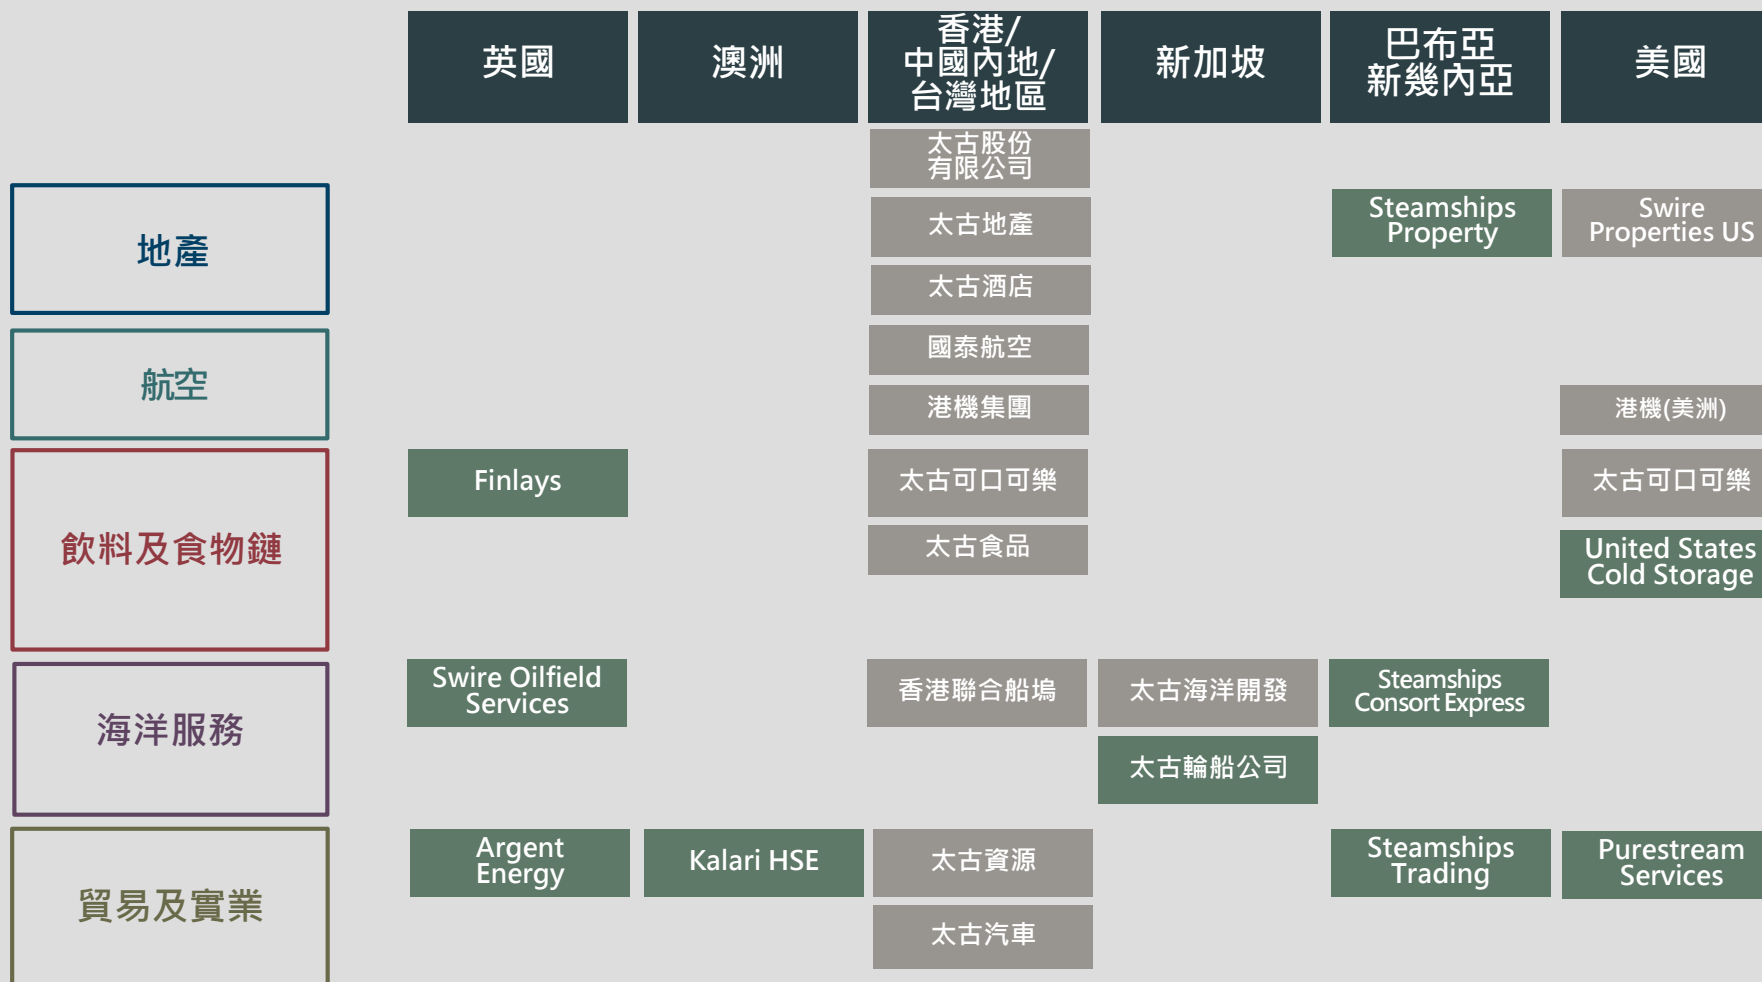 英國
澳洲
香港/
中國內地/
台灣地區
新加坡
巴布亞
新幾內亞
美國
太古股份
有限公司
地產
太古地產
Steamships
Property
Swire
Properties US
太古酒店
航空
國泰航空
港機集團
港機(美洲)
飲料及食物鏈
Finlays
太古可口可樂
太古可口可樂
太古食品
United States
Cold Storage
海洋服務
Swire Oilfield
Services
香港聯合船塢
太古海洋開發
Steamships
Consort Express
太古輪船公司
貿易及實業
Argent
Energy
Kalari HSE
太古資源
Steamships
Trading
Purestream
Services
太古汽車